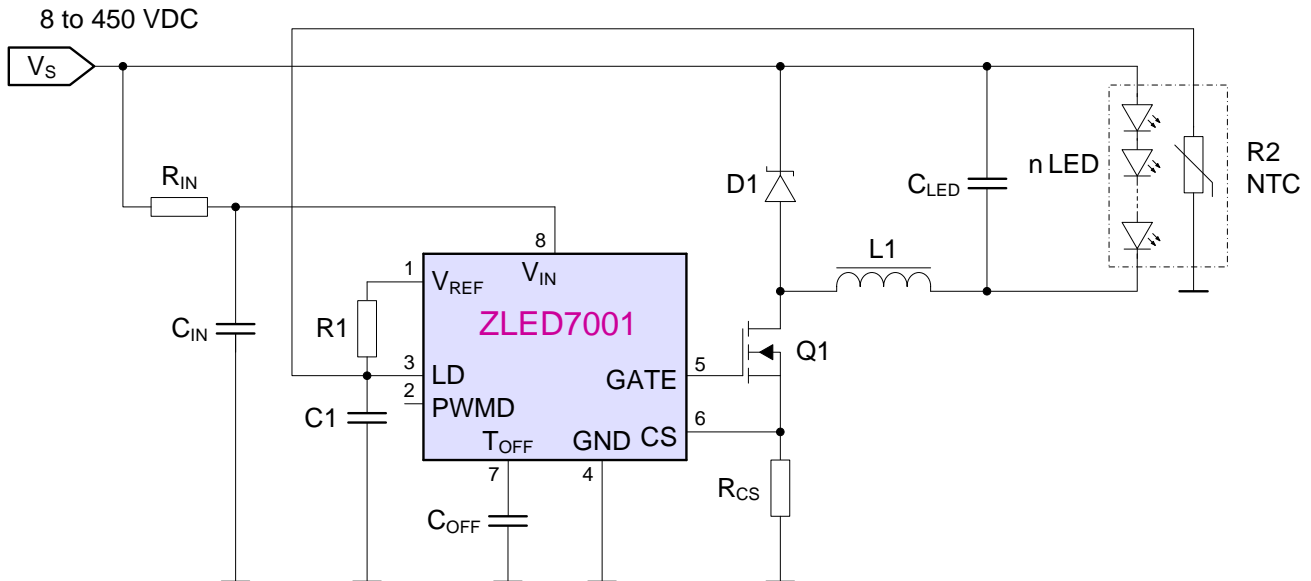 8 to 450 VDC
VS
RIN
CIN
R1
C1
1
VREF
8
VIN
ZLED7001
3
LD
2
PWMD
TOFF
7
GND
4
GATE
5
CS
6
COFF
RCS
Q1
D1
L1
CLED
n LED
R2
NTC